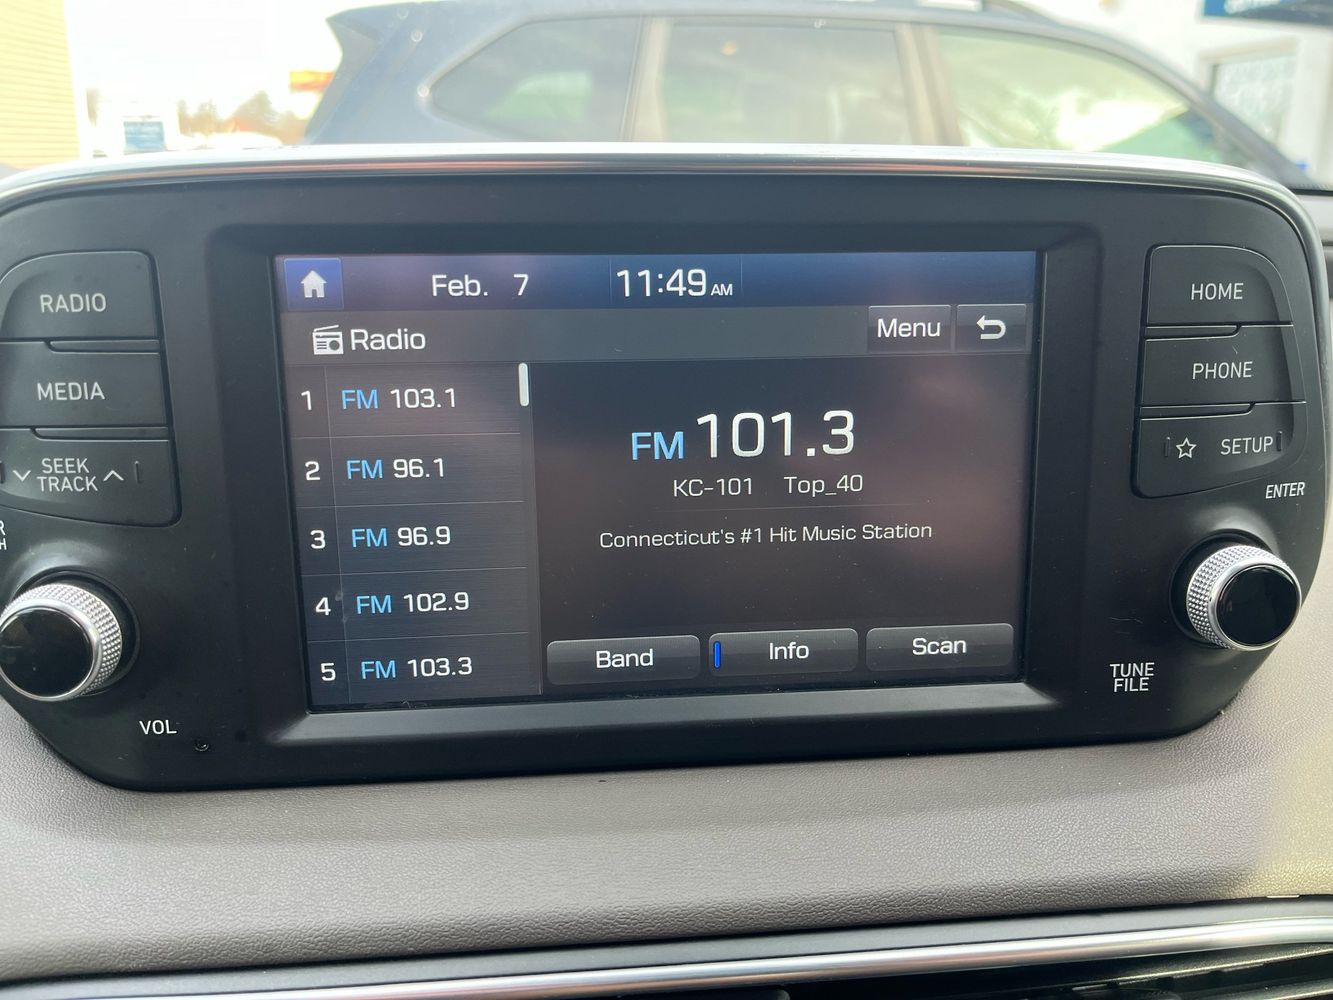 Feb. 7 11:49 AM
Radio Menu
1 FM 103.1
2 FM 96.1
3 FM 96.9
4 FM 102.9
5 FM 103.3
FM 101.3
KC-101 Top_40
Connecticut's #1 Hit Music Station
Band Info Scan
RADIO
MEDIA
SEEK
TRACK
VOL
HOME
PHONE
SETUP
ENTER
TUNE
FILE